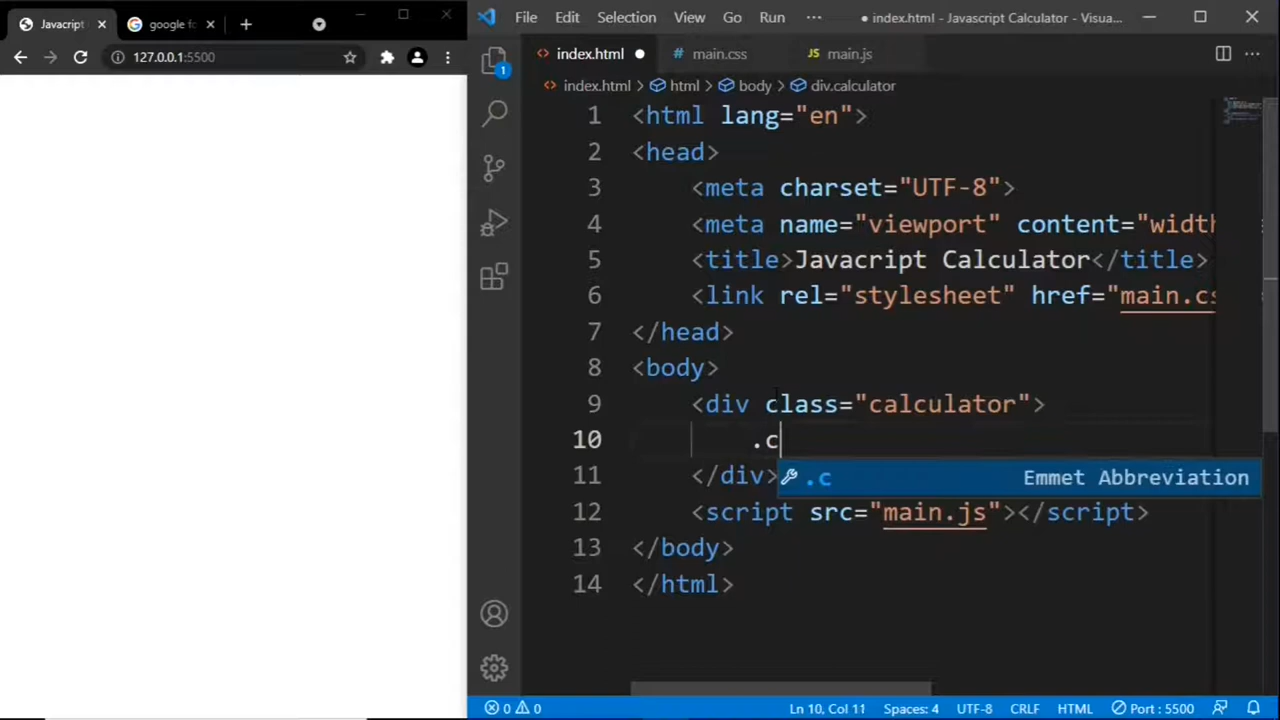 Javacript
google fo
127.0.0.1:5500
File Edit Selection View Go Run ··· ● index.html - Javascript Calculator - Visua...
1
<> index.html ● # main.css JS main.js
<> index.html > html > body > div.calculator
1 <html lang="en">
2 <head>
3 <meta charset="UTF-8">
4 <meta name="viewport" content="width
5 <title>Javacript Calculator</title>
6 <link rel="stylesheet" href="main.cs
7 </head>
8 <body>
9 <div class="calculator">
10 .c
.c Emmet Abbreviation
11 </div>
12 <script src="main.js"></script>
13 </body>
14 </html>
0 0 Ln 10, Col 11 Spaces: 4 UTF-8 CRLF HTML Port : 5500